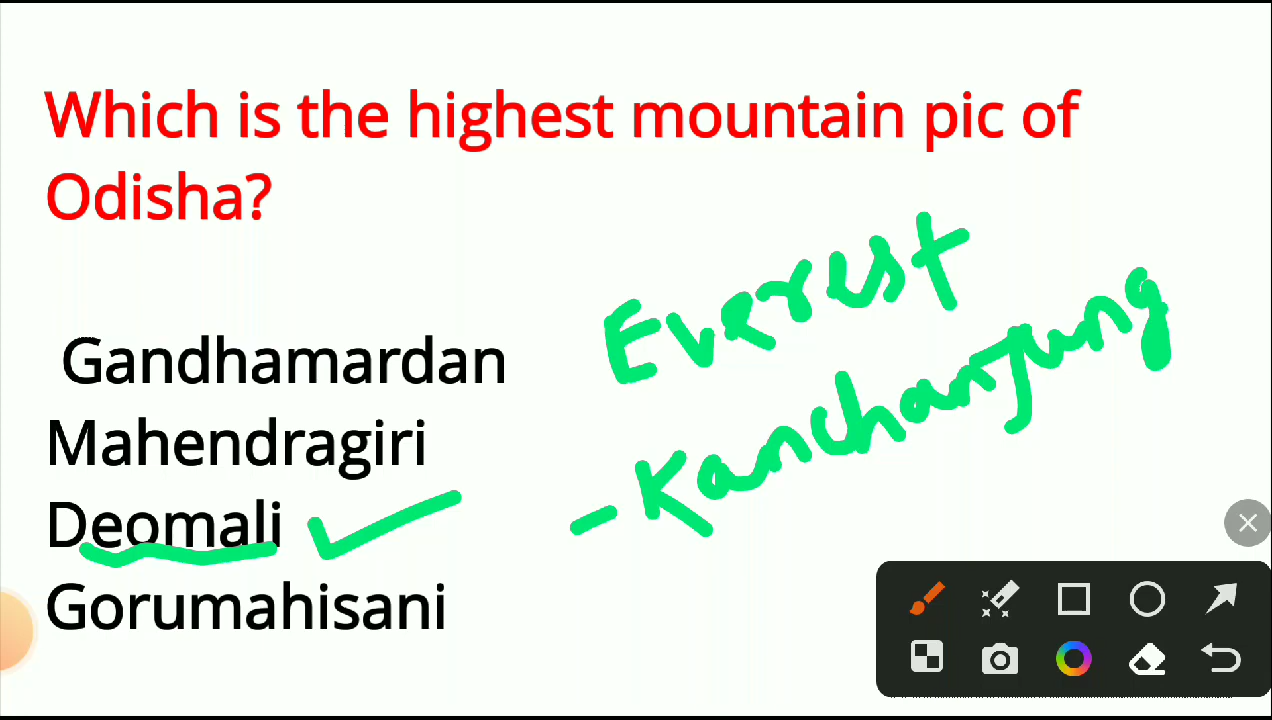 Which is the highest mountain pic of
Odisha?
Everest
Gandhamardan
- Kanchanjung
Mahendragiri
Deomali
Gorumahisani